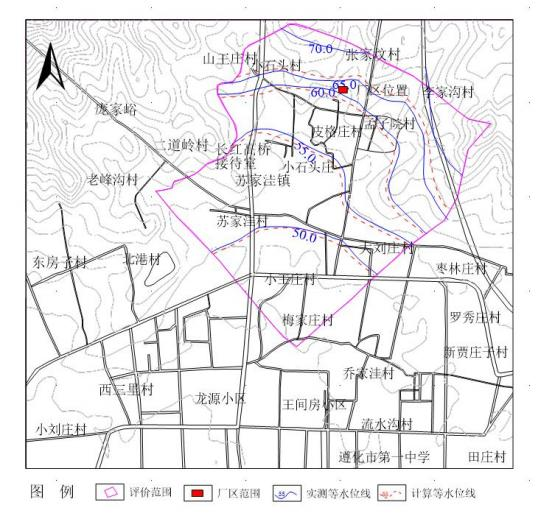 70.0
山王庄村
小石头村
张家坟村
65.0
60.0
区位置
李家沟村
庞家峪
皮格庄村
孟子院村
二道岭村
长红高桥
接待室
55.0
小石头庄
老峰沟村
苏家洼镇
苏家洼村
50.0
大刘庄村
东房子村
北港村
枣林庄村
小王庄村
梅家庄村
罗秀庄村
新贾庄子村
乔家洼村
西三里村
龙源小区
王间房小区
小刘庄村
流水沟村
遵化市第一中学
田庄村
图 例
评价范围
厂区范围
实测等水位线
计算等水位线